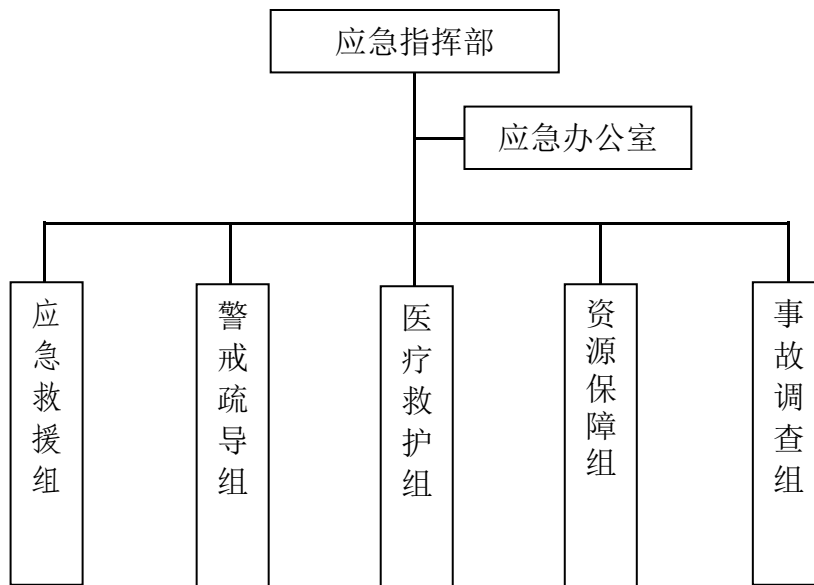 应急指挥部
应急办公室
应急救援组
警戒疏导组
医疗救护组
资源保障组
事故调查组